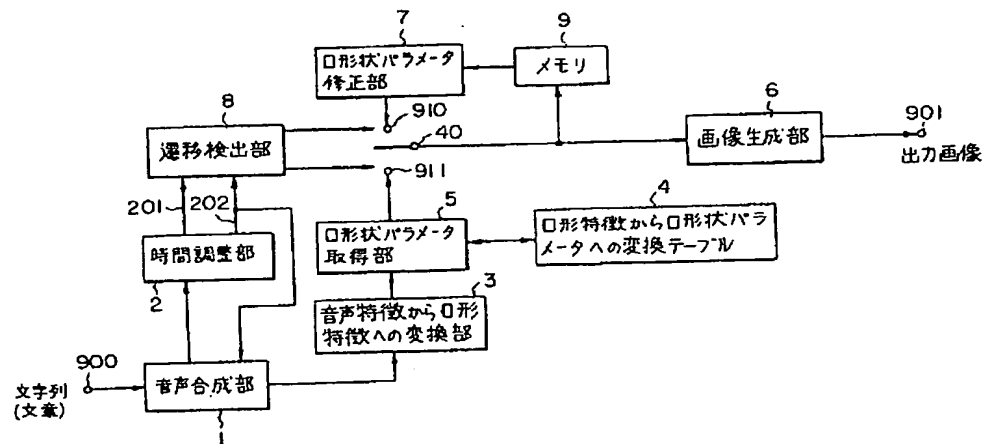 7
口形状パラメータ
修正部
9
メモリ
910
8
遷移検出部
40
6
画像生成部
901
出力画像
911
201
202
5
口形状パラメータ
取得部
4
口形特徴から口形状パラ
メータへの変換テーブル
時間調整部
2
3
音声特徴から口形
特徴への変換部
900
文字列
(文章)
音声合成部
1